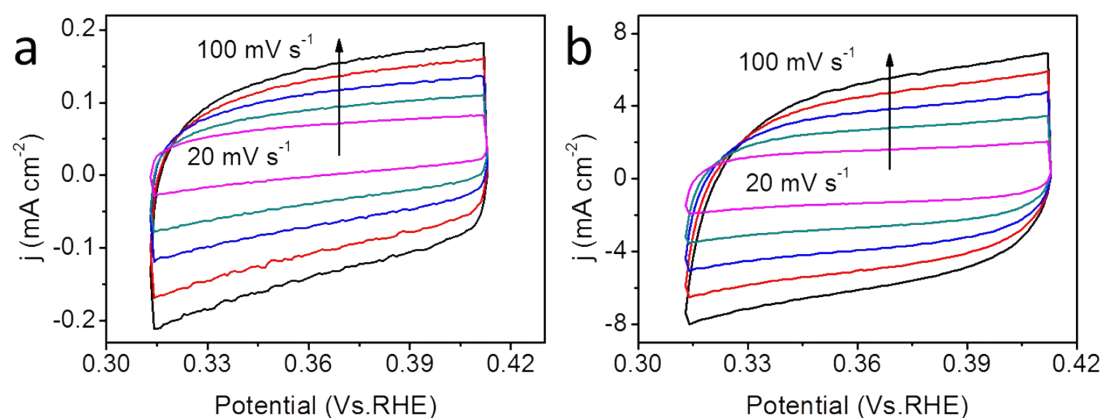 a
100 mV s⁻¹
20 mV s⁻¹
j (mA cm⁻²)
0.2
0.1
0.0
-0.1
-0.2
0.30
0.33
0.36
0.39
0.42
Potential (Vs.RHE)
b
100 mV s⁻¹
20 mV s⁻¹
j (mA cm⁻²)
8
4
0
-4
-8
0.30
0.33
0.36
0.39
0.42
Potential (Vs.RHE)